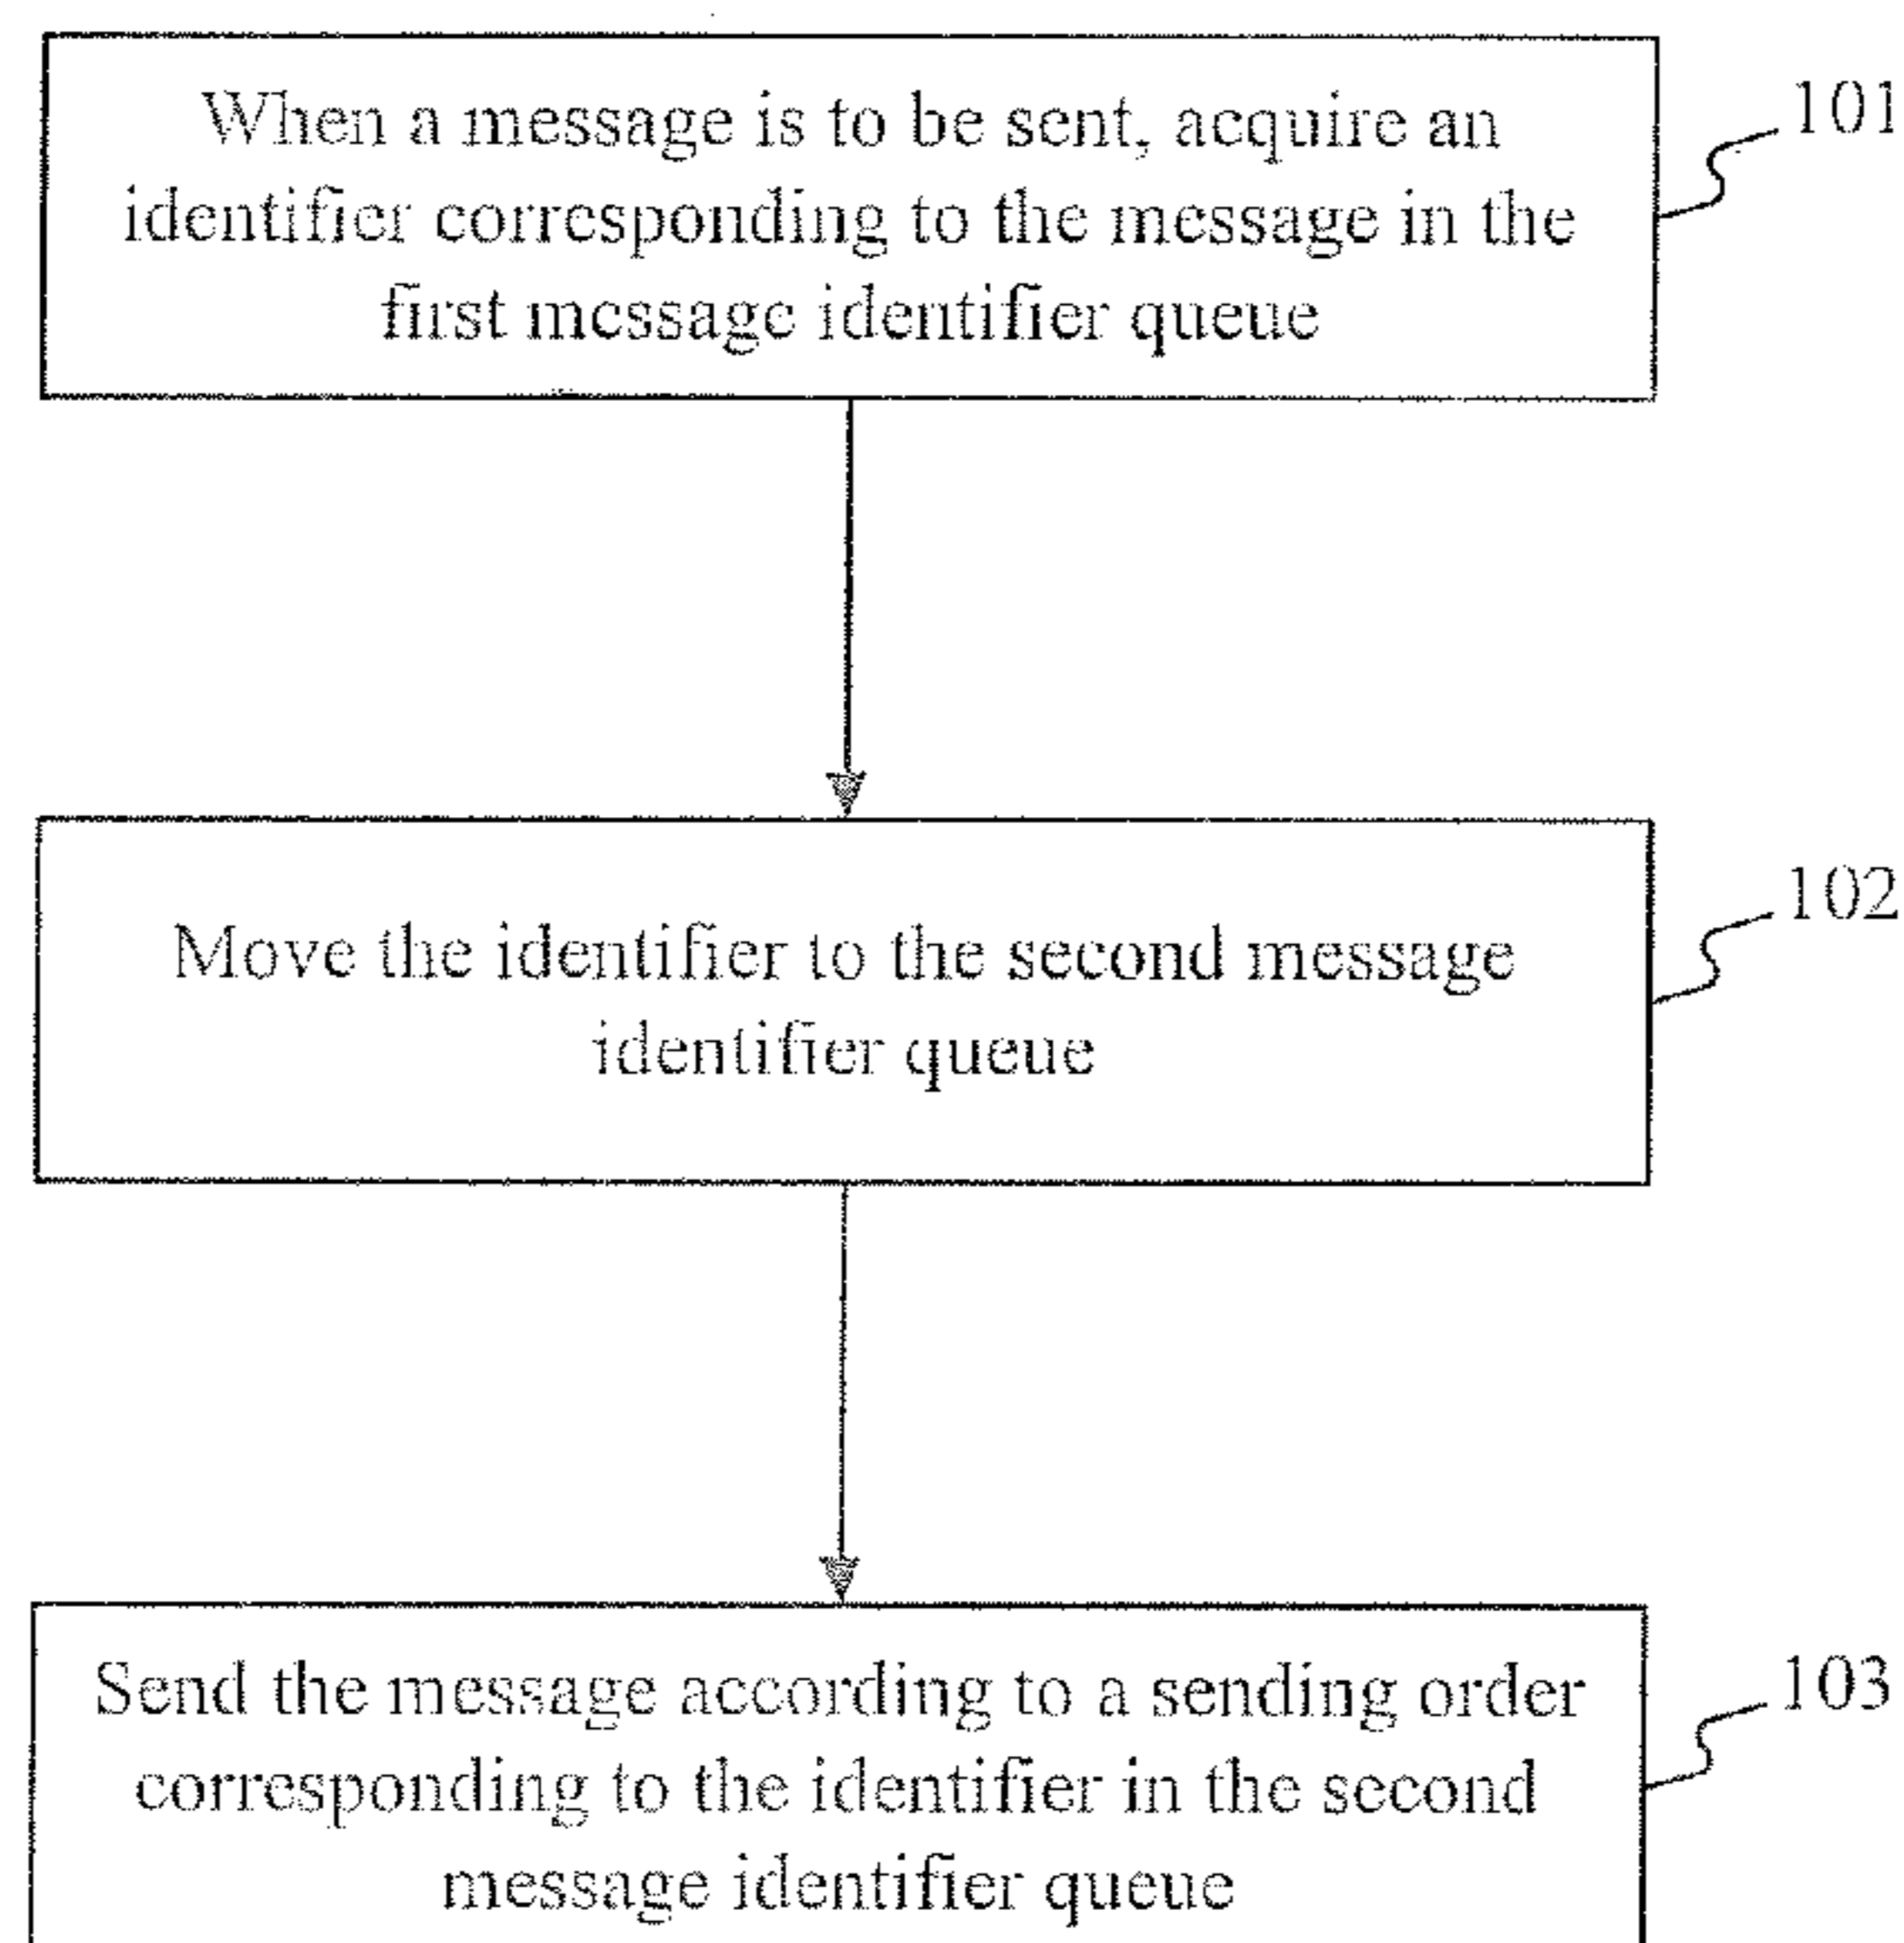 When a message is to be sent, acquire an
101
identifier corresponding to the message in the
first message identifier queue
102
Move the identifier to the second message
identifier queue
103
Send the message according to a sending order
corresponding to the identifier in the second
message identifier queue